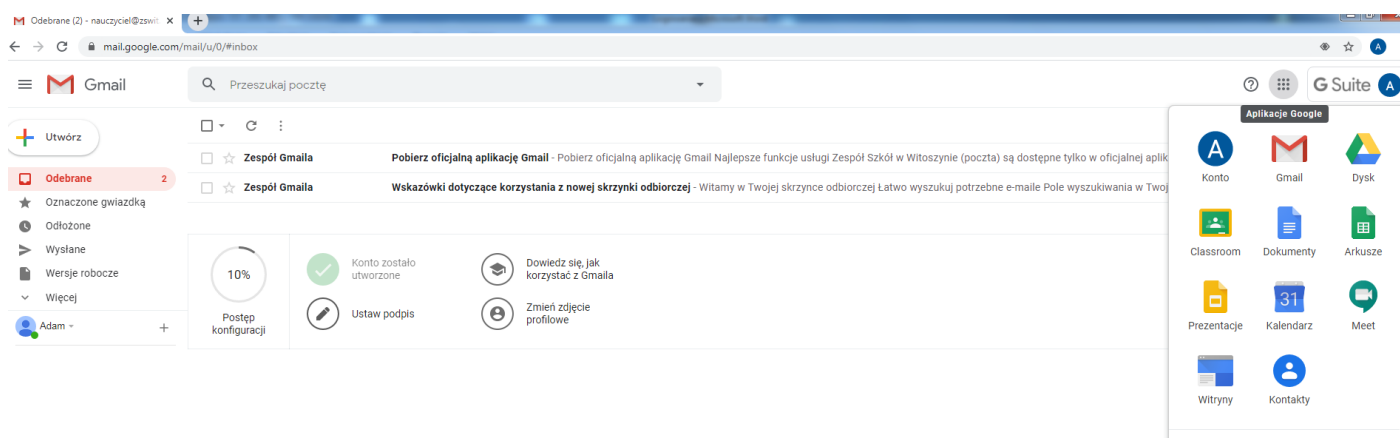 Odebrane (2) - nauczyciel@zswit
mail.google.com/mail/u/0/#inbox
A
Gmail
Przeszukaj pocztę
G Suite
A
Aplikacje Google
Utwórz
Odebrane 2
Oznaczone gwiazdką
Odłożone
Wysłane
Wersje robocze
Więcej
Adam
Zespół Gmaila Pobierz oficjalną aplikację Gmail - Pobierz oficjalną aplikację Gmail Najlepsze funkcje usługi Zespół Szkół w Witoszynie (poczta) są dostępne tylko w oficjalnej aplik
Zespół Gmaila Wskazówki dotyczące korzystania z nowej skrzynki odbiorczej - Witamy w Twojej skrzynce odbiorczej Łatwo wyszukuj potrzebne e-maile Pole wyszukiwania w Twoj
10%
Postęp
konfiguracji
Konto zostało
utworzone
Ustaw podpis
Dowiedz się, jak
korzystać z Gmaila
Zmień zdjęcie
profilowe
A
Konto Gmail Dysk
Classroom Dokumenty Arkusze
31
Prezentacje Kalendarz Meet
Witryny Kontakty